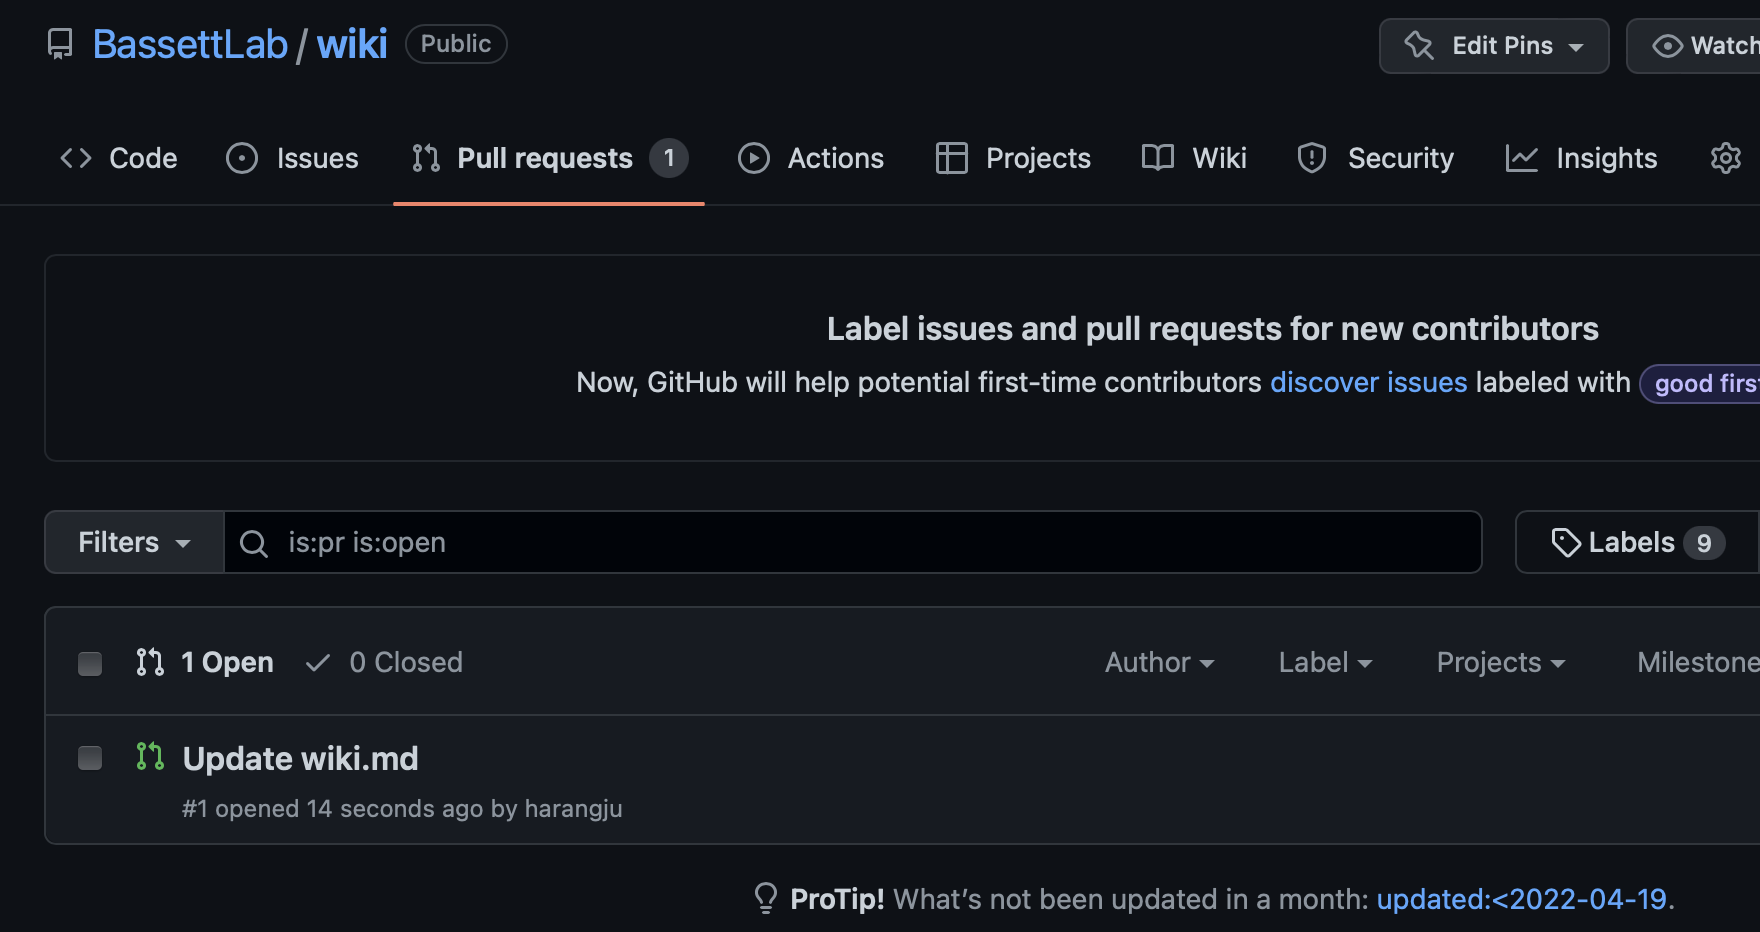 BassettLab / wiki Public Edit Pins Watch
Code Issues Pull requests 1 Actions Projects Wiki Security Insights
Label issues and pull requests for new contributors
Now, GitHub will help potential first-time contributors discover issues labeled with good first
Filters is:pr is:open Labels 9
1 Open 0 Closed Author Label Projects Milestone
Update wiki.md
#1 opened 14 seconds ago by harangju
ProTip! What’s not been updated in a month: updated:<2022-04-19.